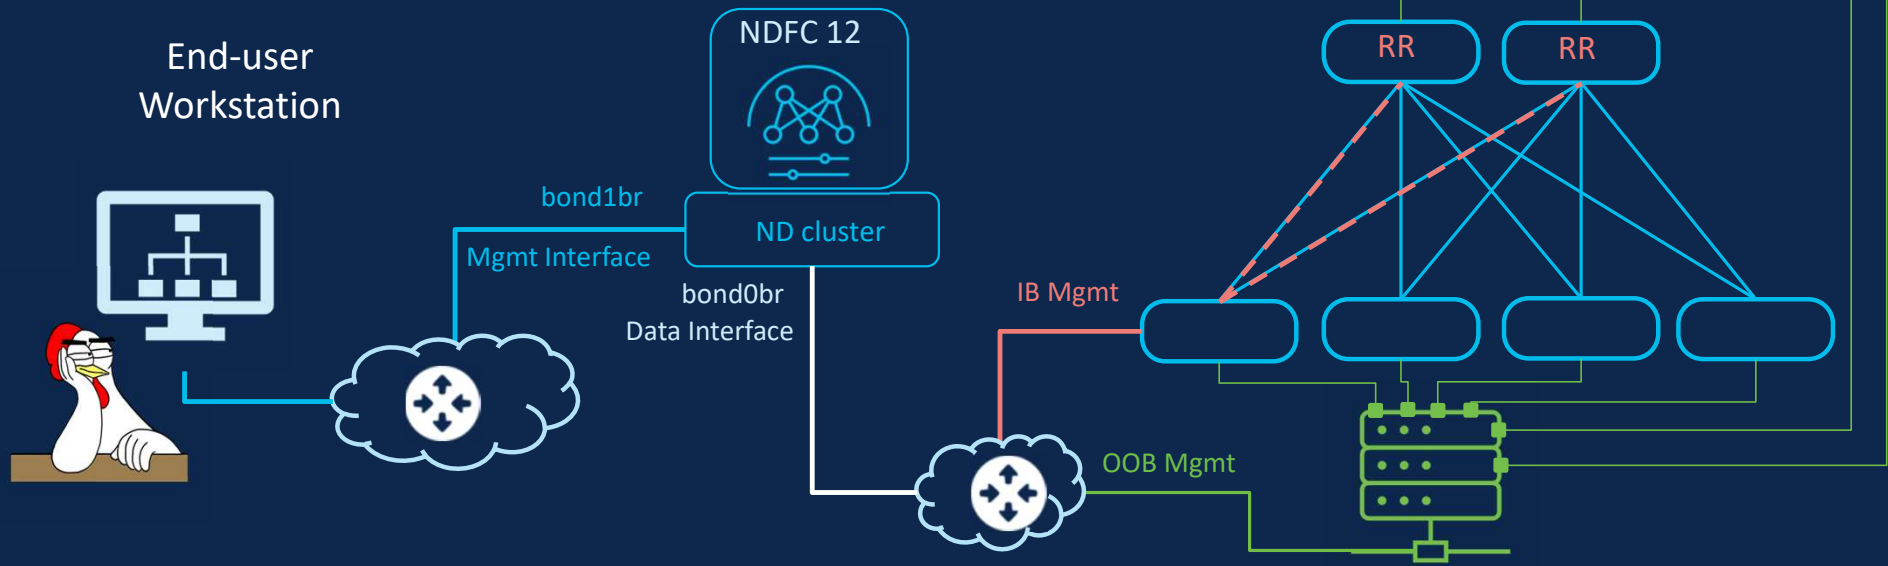 End-user
Workstation
NDFC 12
RR
RR
bond1br
Mgmt Interface
ND cluster
bond0br
Data Interface
IB Mgmt
OOB Mgmt